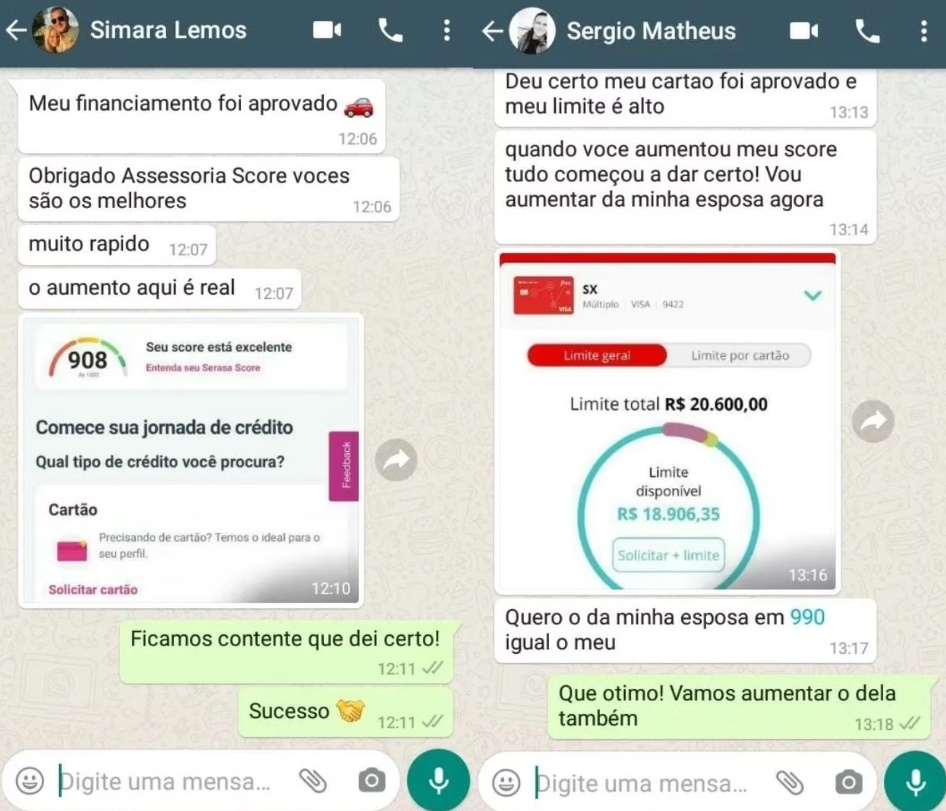 Simara Lemos
Meu financiamento foi aprovado 🚗
12:06
Obrigado Assessoria Score voces
são os melhores
12:06
muito rapido 12:07
o aumento aqui é real 12:07
908
de 1000
Seu score está excelente
Entenda seu Serasa Score
Comece sua jornada de crédito
Qual tipo de crédito você procura?
Feedback
Cartão
Precisando de cartão? Temos o ideal para o
seu perfil.
Solicitar cartão
12:10
Ficamos contente que dei certo!
12:11
Sucesso 🤝 12:11
Digite uma mensa...
Sergio Matheus
Deu certo meu cartao foi aprovado e
meu limite é alto
13:13
quando voce aumentou meu score
tudo começou a dar certo! Vou
aumentar da minha esposa agora
13:14
free
VISA
SX
Múltiplo | VISA | 9422
Limite geral
Limite por cartão
Limite total R$ 20.600,00
Limite
disponível
R$ 18.906,35
Solicitar + limite
13:16
Quero o da minha esposa em 990
igual o meu
13:17
Que otimo! Vamos aumentar o dela
também
13:18
Digite uma mensa...